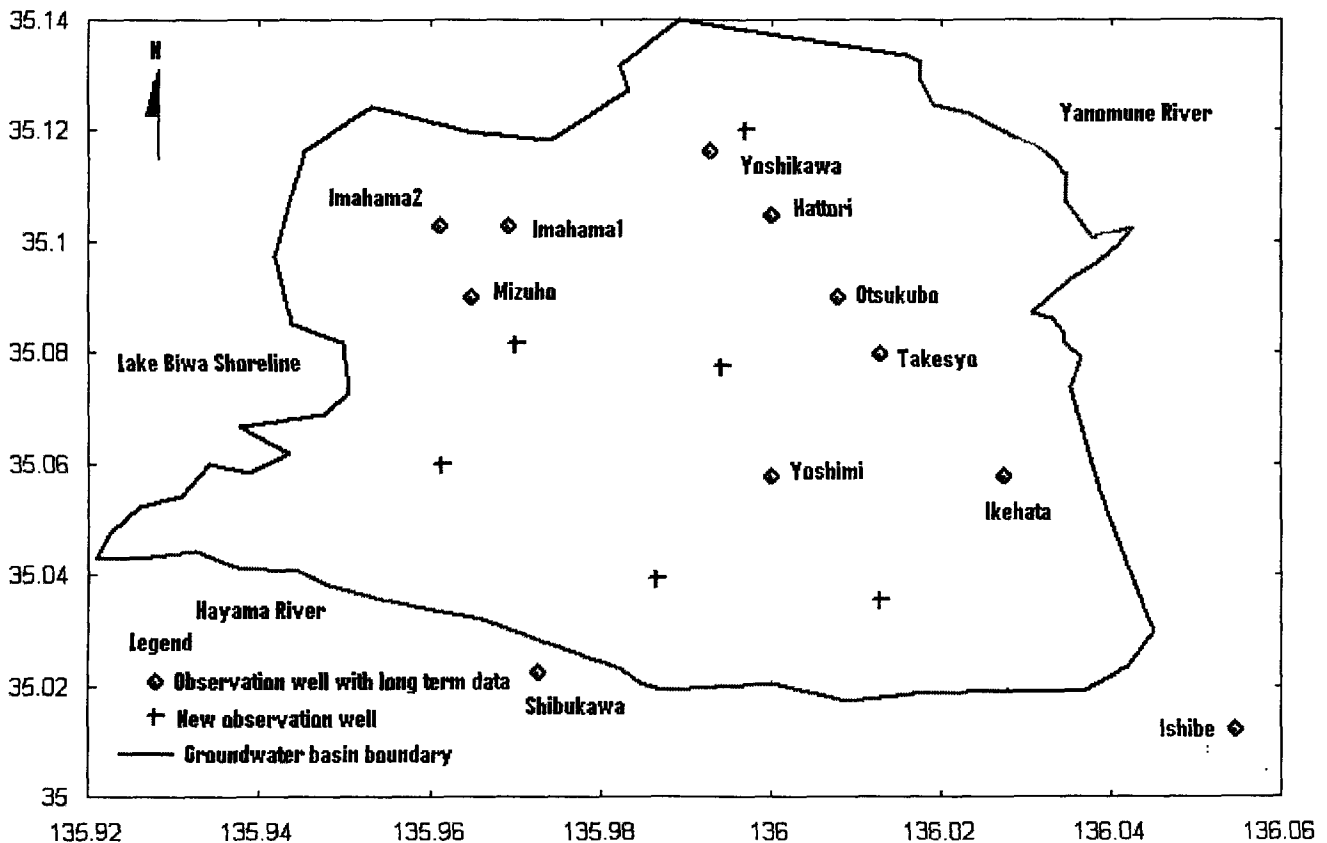 35.14
N
Yanomune River
35.12
Yoshikawa
Imahama2
Hattori
Imahama1
35.1
Mizuho
Otsukubo
35.08
Lake Biwa Shoreline
Takesya
35.06
Yoshimi
Ikehata
35.04
Hayama River
Legend
Observation well with long term data
35.02
Shibukawa
New observation well
Ishibe
Groundwater basin boundary
35
135.92 135.94 135.96 135.98 136 136.02 136.04 136.06